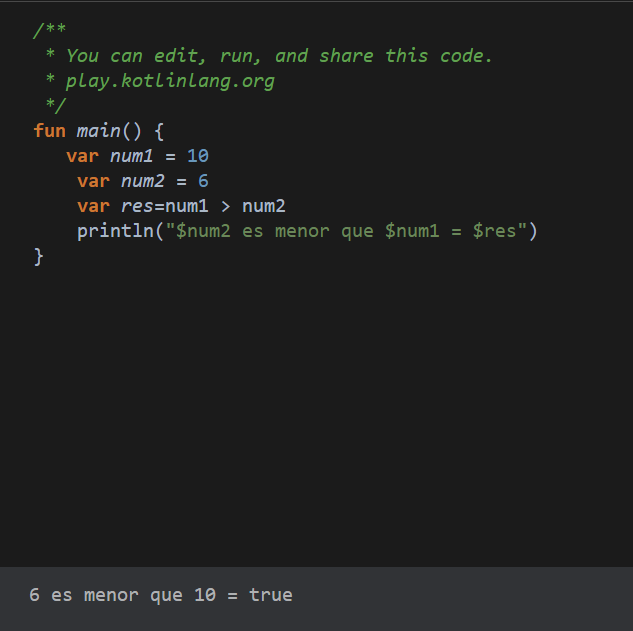 /**
 * You can edit, run, and share this code.
 * play.kotlinlang.org
 */
fun main() {
   var num1 = 10
    var num2 = 6
    var res=num1 > num2
    println("$num2 es menor que $num1 = $res")
}
6 es menor que 10 = true